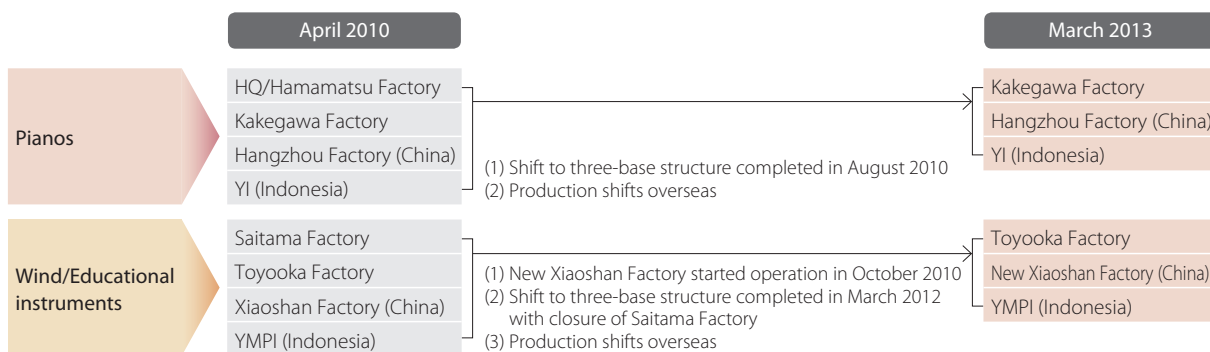 April 2010
March 2013
Pianos
HQ/Hamamatsu Factory
Kakegawa Factory
Hangzhou Factory (China)
YI (Indonesia)
(1) Shift to three-base structure completed in August 2010
(2) Production shifts overseas
Kakegawa Factory
Hangzhou Factory (China)
YI (Indonesia)
Wind/Educational
instruments
Saitama Factory
Toyooka Factory
Xiaoshan Factory (China)
YMPI (Indonesia)
(1) New Xiaoshan Factory started operation in October 2010
(2) Shift to three-base structure completed in March 2012
with closure of Saitama Factory
(3) Production shifts overseas
Toyooka Factory
New Xiaoshan Factory (China)
YMPI (Indonesia)